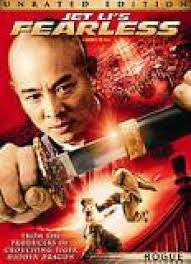 UNRATED EDITION
JET LI'S
FEARLESS
FROM THE
PRODUCERS OF
CROUCHING TIGER,
HIDDEN DRAGON
ROGUE